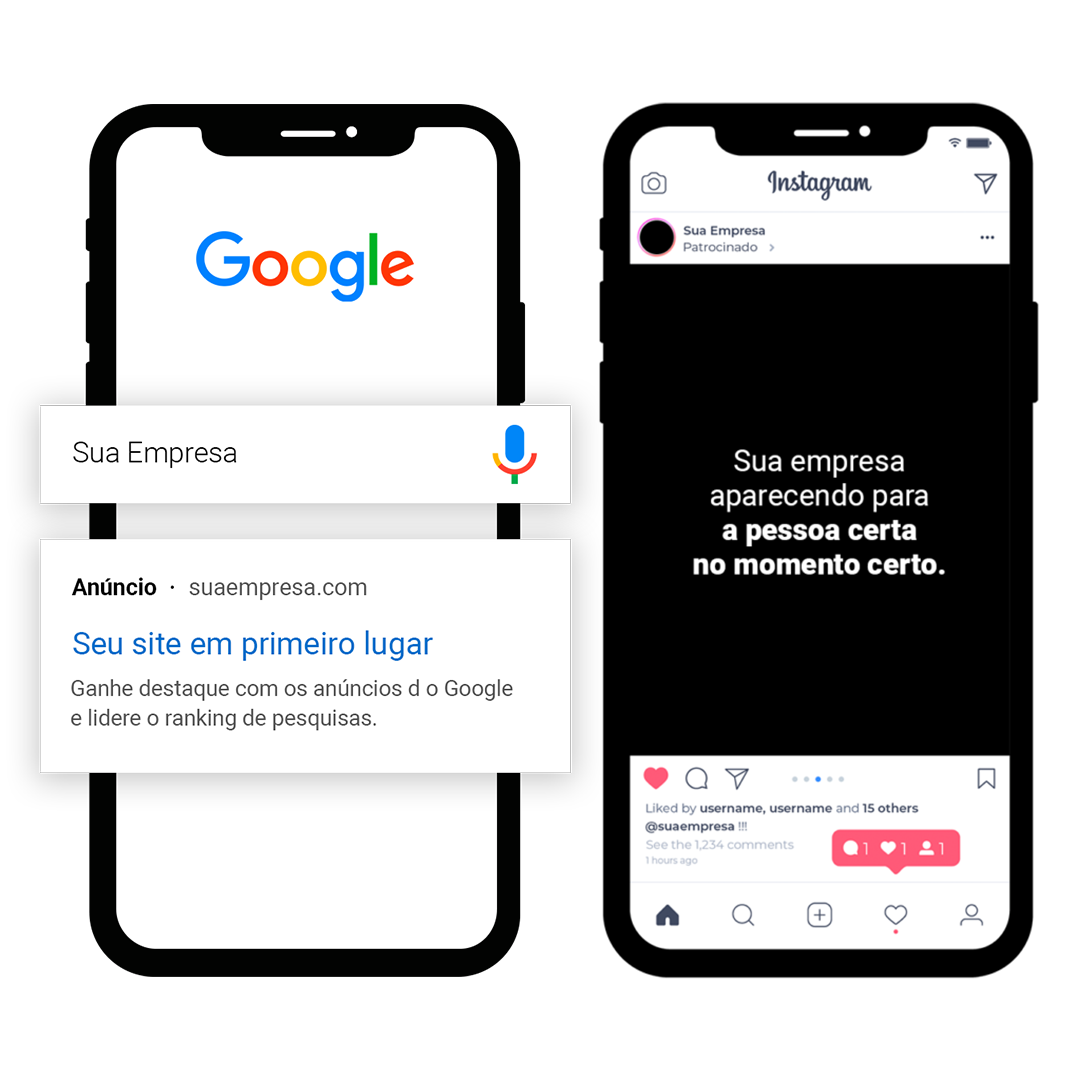 Google
Sua Empresa
Anúncio · suaempresa.com
Seu site em primeiro lugar
Ganhe destaque com os anúncios d o Google
e lidere o ranking de pesquisas.
Instagram
Sua Empresa
Patrocinado
Sua empresa
aparecendo para
a pessoa certa
no momento certo.
Liked by username, username and 15 others
@suaempresa !!!
See the 1,234 comments
1 hours ago
1 1 1